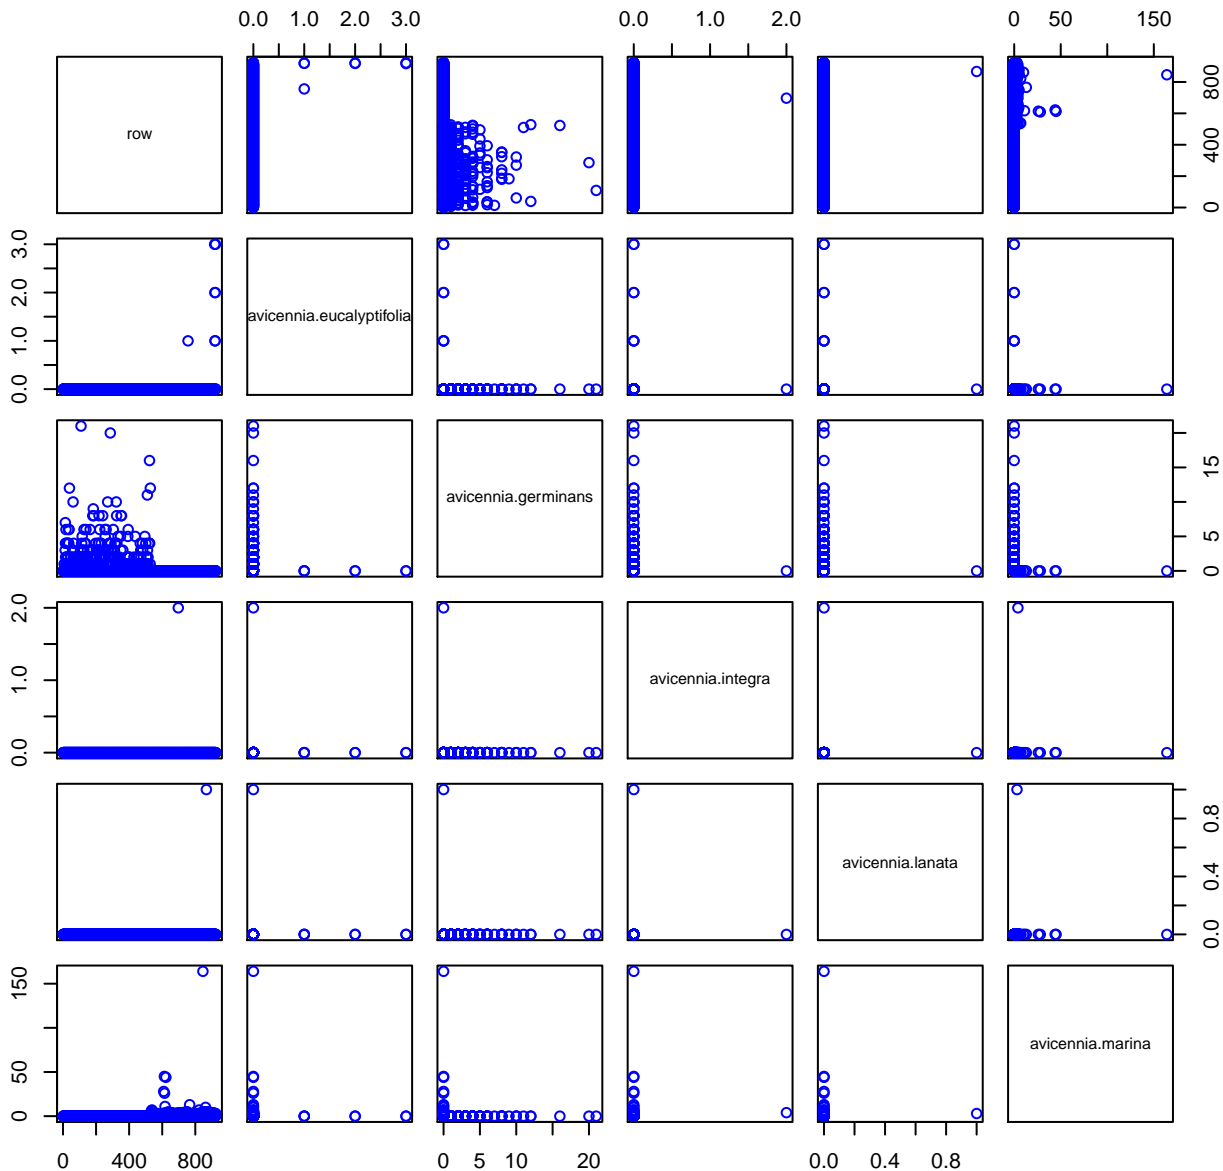 0.0 1.0 2.0 3.0 0.0 1.0 2.0 0 50 150
row 0 400 800
0.0 1.0 2.0 3.0 avicennia.eucalyptifolia
avicennia.germinans 0 5 15
0.0 1.0 2.0 avicennia.integra
avicennia.lanata 0.0 0.4 0.8
0 50 150 avicennia.marina
0 400 800 0 5 10 20 0.0 0.4 0.8